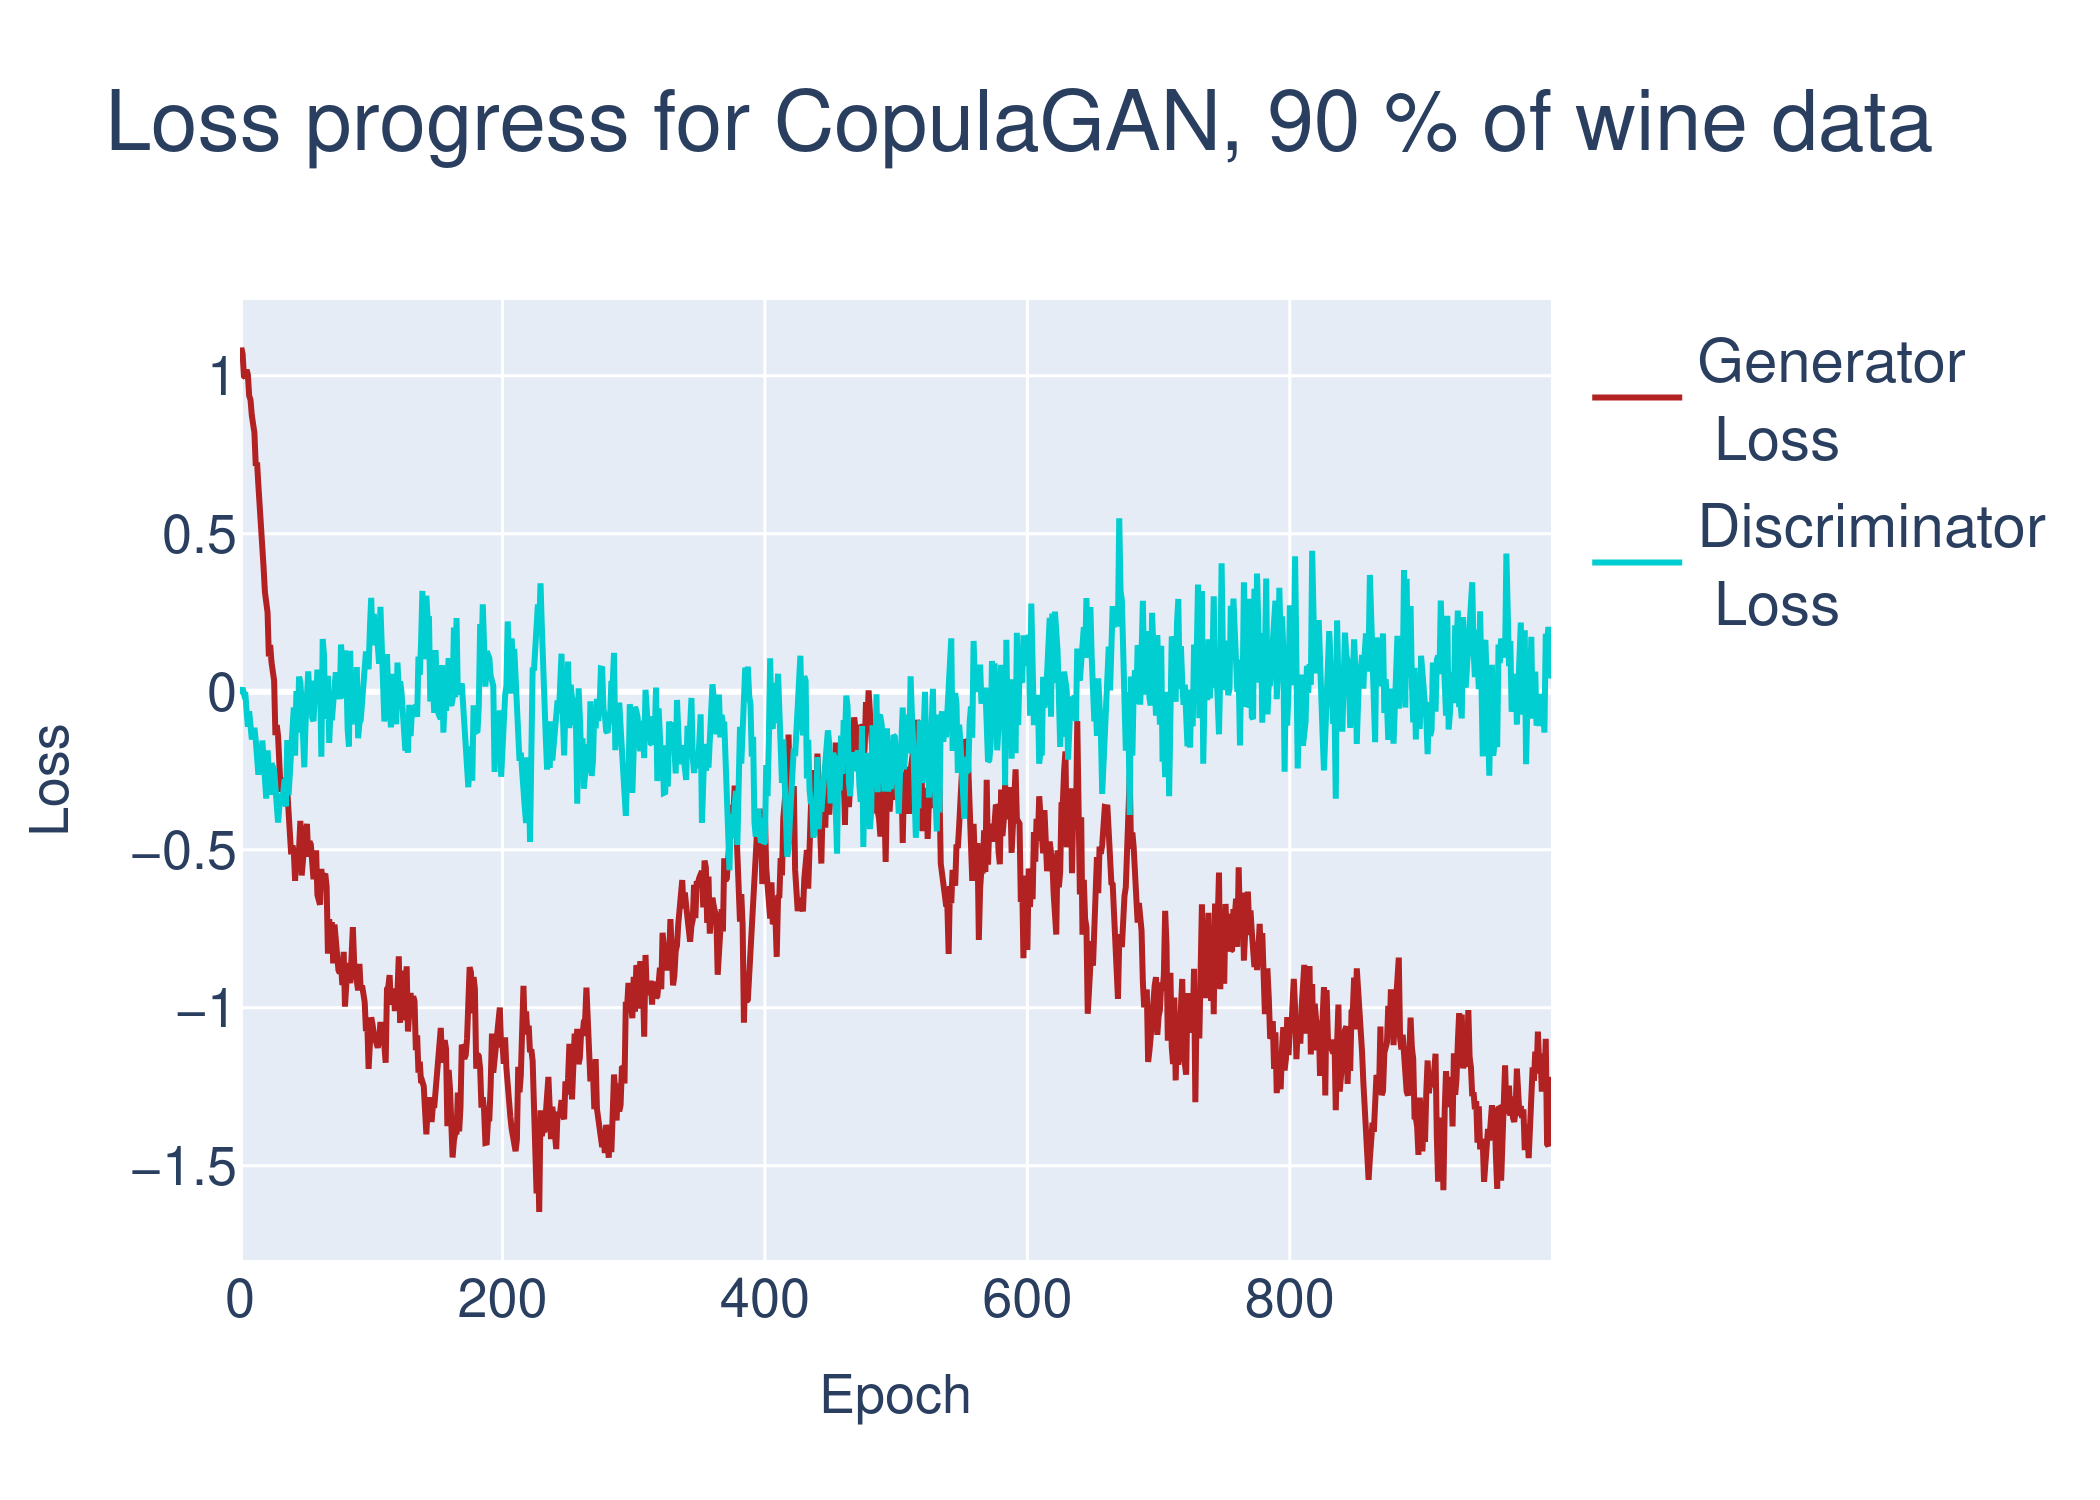 Loss progress for CopulaGAN, 90 % of wine data
Generator
Loss
Discriminator
Loss
1
0.5
0
−0.5
−1
−1.5
Loss
0 200 400 600 800
Epoch